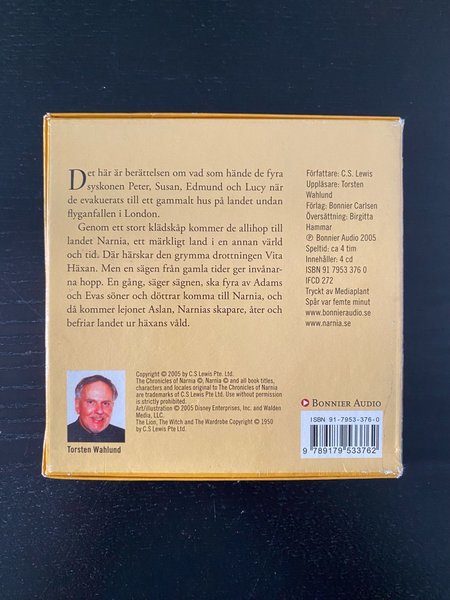 Det här är berättelsen om vad som hände de fyra
syskonen Peter, Susan, Edmund och Lucy när
de evakuerats till ett gammalt hus på landet undan
flyganfallen i London.
Genom ett stort klädskåp kommer de allihop till
landet Narnia, ett märkligt land i en annan värld
och tid. Där härskar den grymma drottningen Vita
Häxan. Men en sägen från gamla tider ger invånar-
na hopp. En gång, säger sägnen, ska fyra av Adams
och Evas söner och döttrar komma till Narnia, och
då kommer lejonet Aslan, Narnias skapare, åter och
befriar landet ur häxans våld.
Författare: C.S. Lewis
Uppläsare: Torsten
Wahlund
Förlag: Bonnier Carlsen
Översättning: Birgitta
Hammar
℗ Bonnier Audio 2005
Speltid: ca 4 tim
Innehåller: 4 cd
ISBN 91 7953 376 0
IFCD 272
Tryckt av Mediaplant
Spår var femte minut
www.bonnieraudio.se
www.narnia.se
Copyright © 2005 by C.S Lewis Pte. Ltd.
The Chronicles of Narnia ©, Narnia © and all book titles,
characters and locales original to The Chronicles of Narnia
are trademarks of C.S Lewis Pte. Ltd. Use without permission
is strictly prohibited.
Art/illustration © 2005 Disney Enterprises, Inc. and Walden
Media, LLC.
The Lion, The Witch and The Wardrobe Copyright © 1950
by C.S Lewis Pte Ltd.
Torsten Wahlund
BONNIER AUDIO
ISBN 91-7953-376-0
9 789179 533762